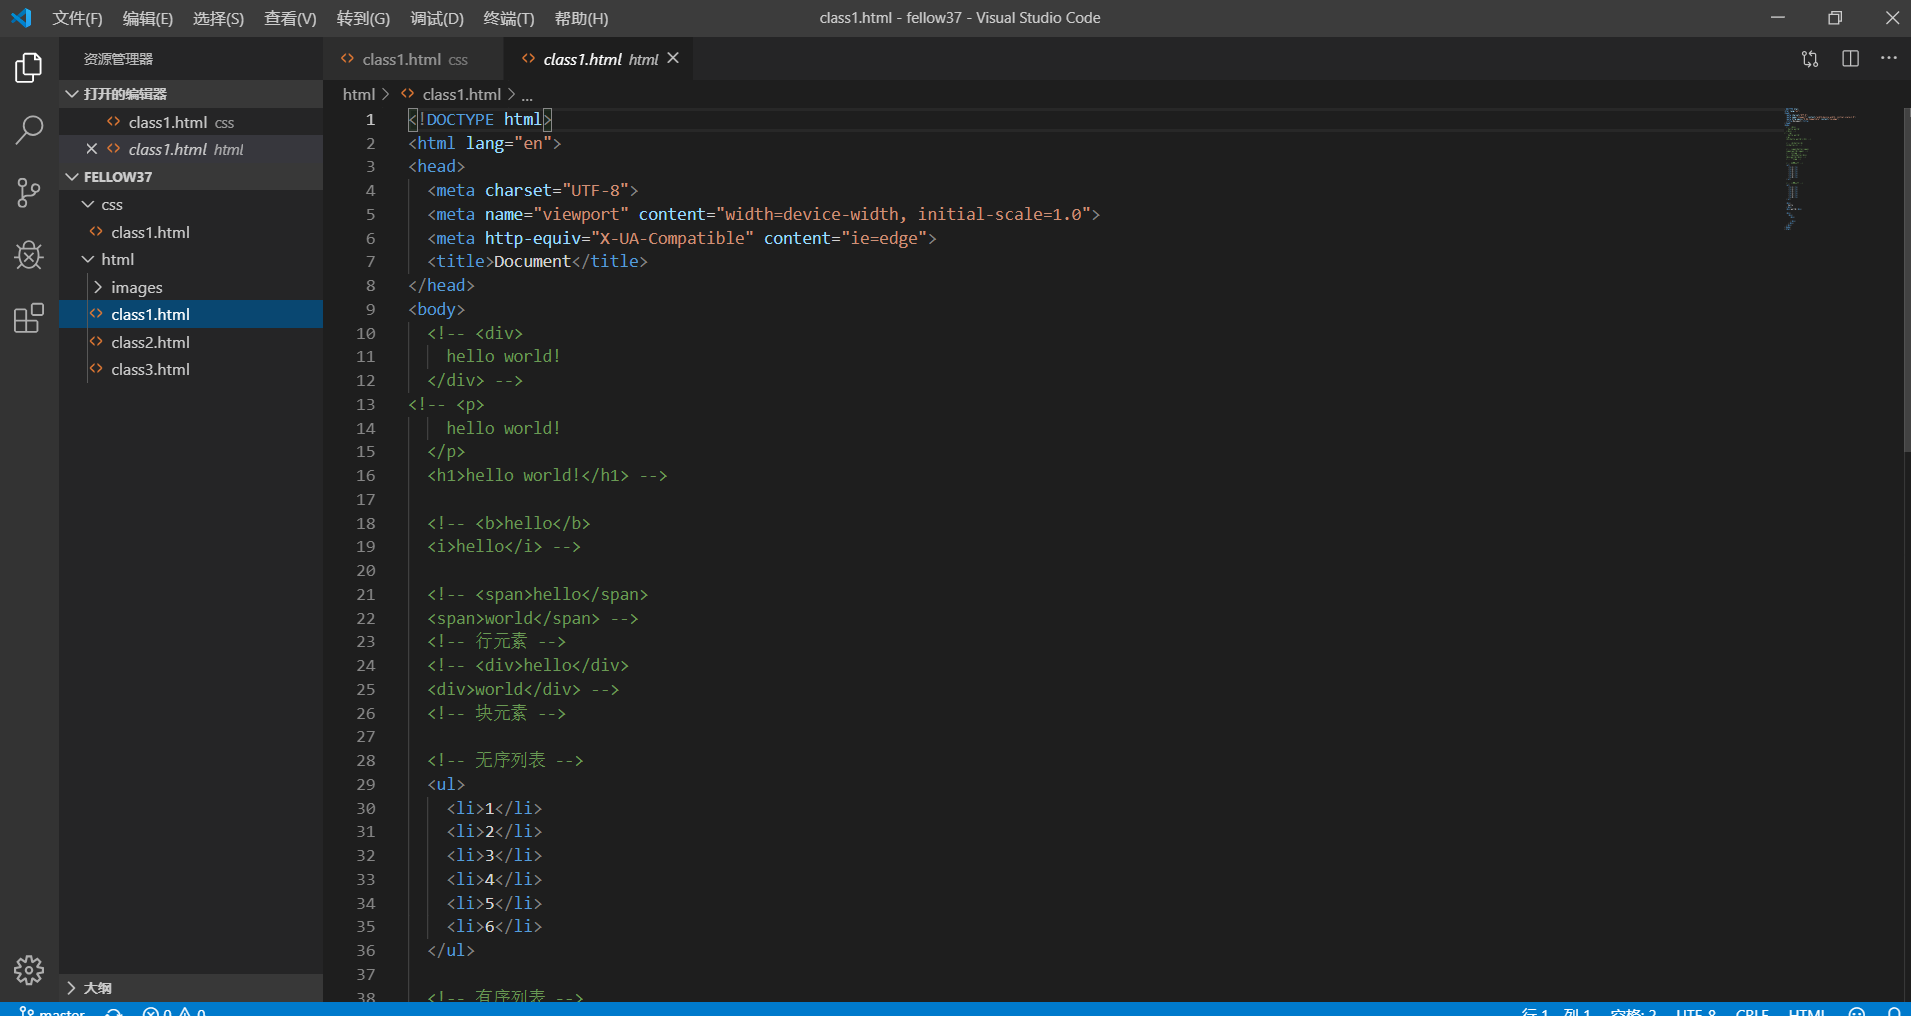 文件(F) 编辑(E) 选择(S) 查看(V) 转到(G) 调试(D) 终端(T) 帮助(H)
class1.html - fellow37 - Visual Studio Code
资源管理器
打开的编辑器
class1.html css
class1.html html
FELLOW37
css
class1.html
html
images
class1.html
class2.html
class3.html
大纲
class1.html css
class1.html html
html > class1.html > ...
1 <!DOCTYPE html>
2 <html lang="en">
3 <head>
4 <meta charset="UTF-8">
5 <meta name="viewport" content="width=device-width, initial-scale=1.0">
6 <meta http-equiv="X-UA-Compatible" content="ie=edge">
7 <title>Document</title>
8 </head>
9 <body>
10 <!-- <div>
11 hello world!
12 </div> -->
13 <!-- <p>
14 hello world!
15 </p>
16 <h1>hello world!</h1> -->
17
18 <!-- <b>hello</b>
19 <i>hello</i> -->
20
21 <!-- <span>hello</span>
22 <span>world</span> -->
23 <!-- 行元素 -->
24 <!-- <div>hello</div>
25 <div>world</div> -->
26 <!-- 块元素 -->
27
28 <!-- 无序列表 -->
29 <ul>
30 <li>1</li>
31 <li>2</li>
32 <li>3</li>
33 <li>4</li>
34 <li>5</li>
35 <li>6</li>
36 </ul>
37
38 <!-- 有序列表 -->
master 0 0 行 1，列 1 空格: 2 UTF-8 CRLF HTML